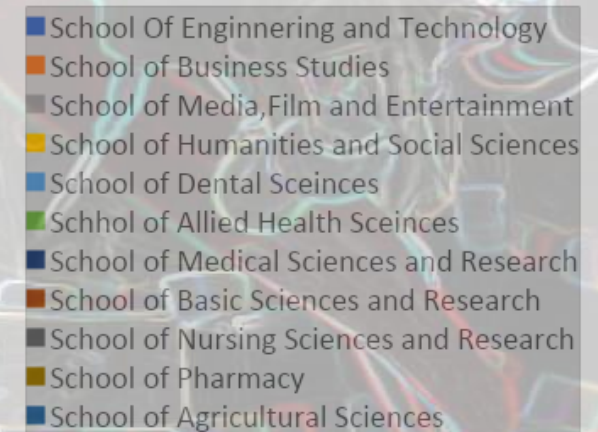 School Of Enginnering and Technology
School of Business Studies
School of Media,Film and Entertainment
School of Humanities and Social Sciences
School of Dental Sceinces
Schhol of Allied Health Sceinces
School of Medical Sciences and Research
School of Basic Sciences and Research
School of Nursing Sciences and Research
School of Pharmacy
School of Agricultural Sciences